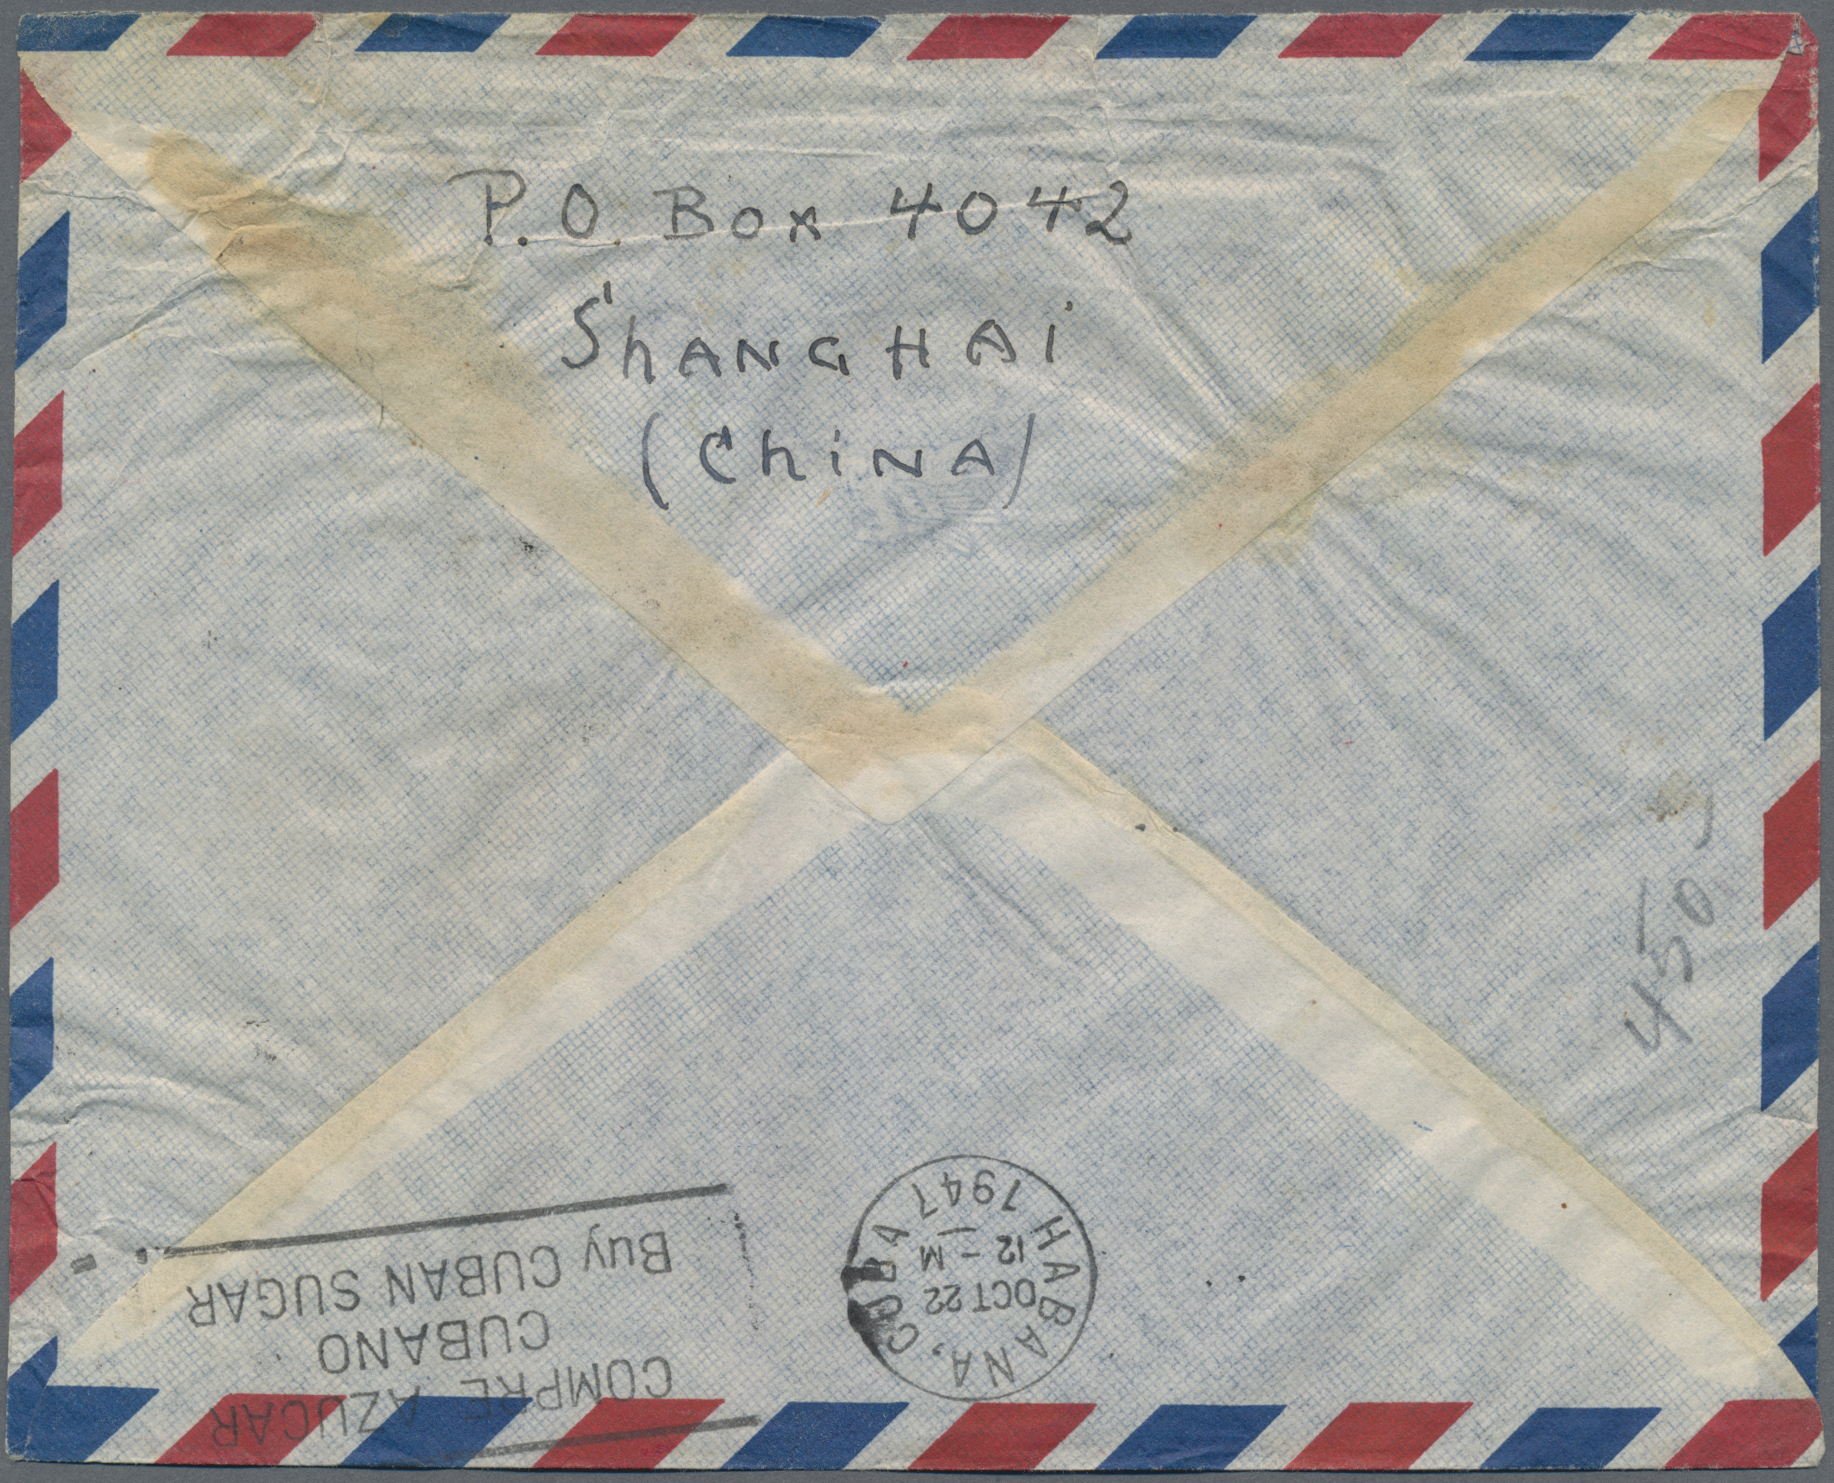 P.O. Box 4042
ShANGHAi
(ChiNA)
450
HABANA, CUBA
OCT 22
12 - M
1947
COMPRE AZUCAR
CUBANO
Buy CUBAN SUGAR